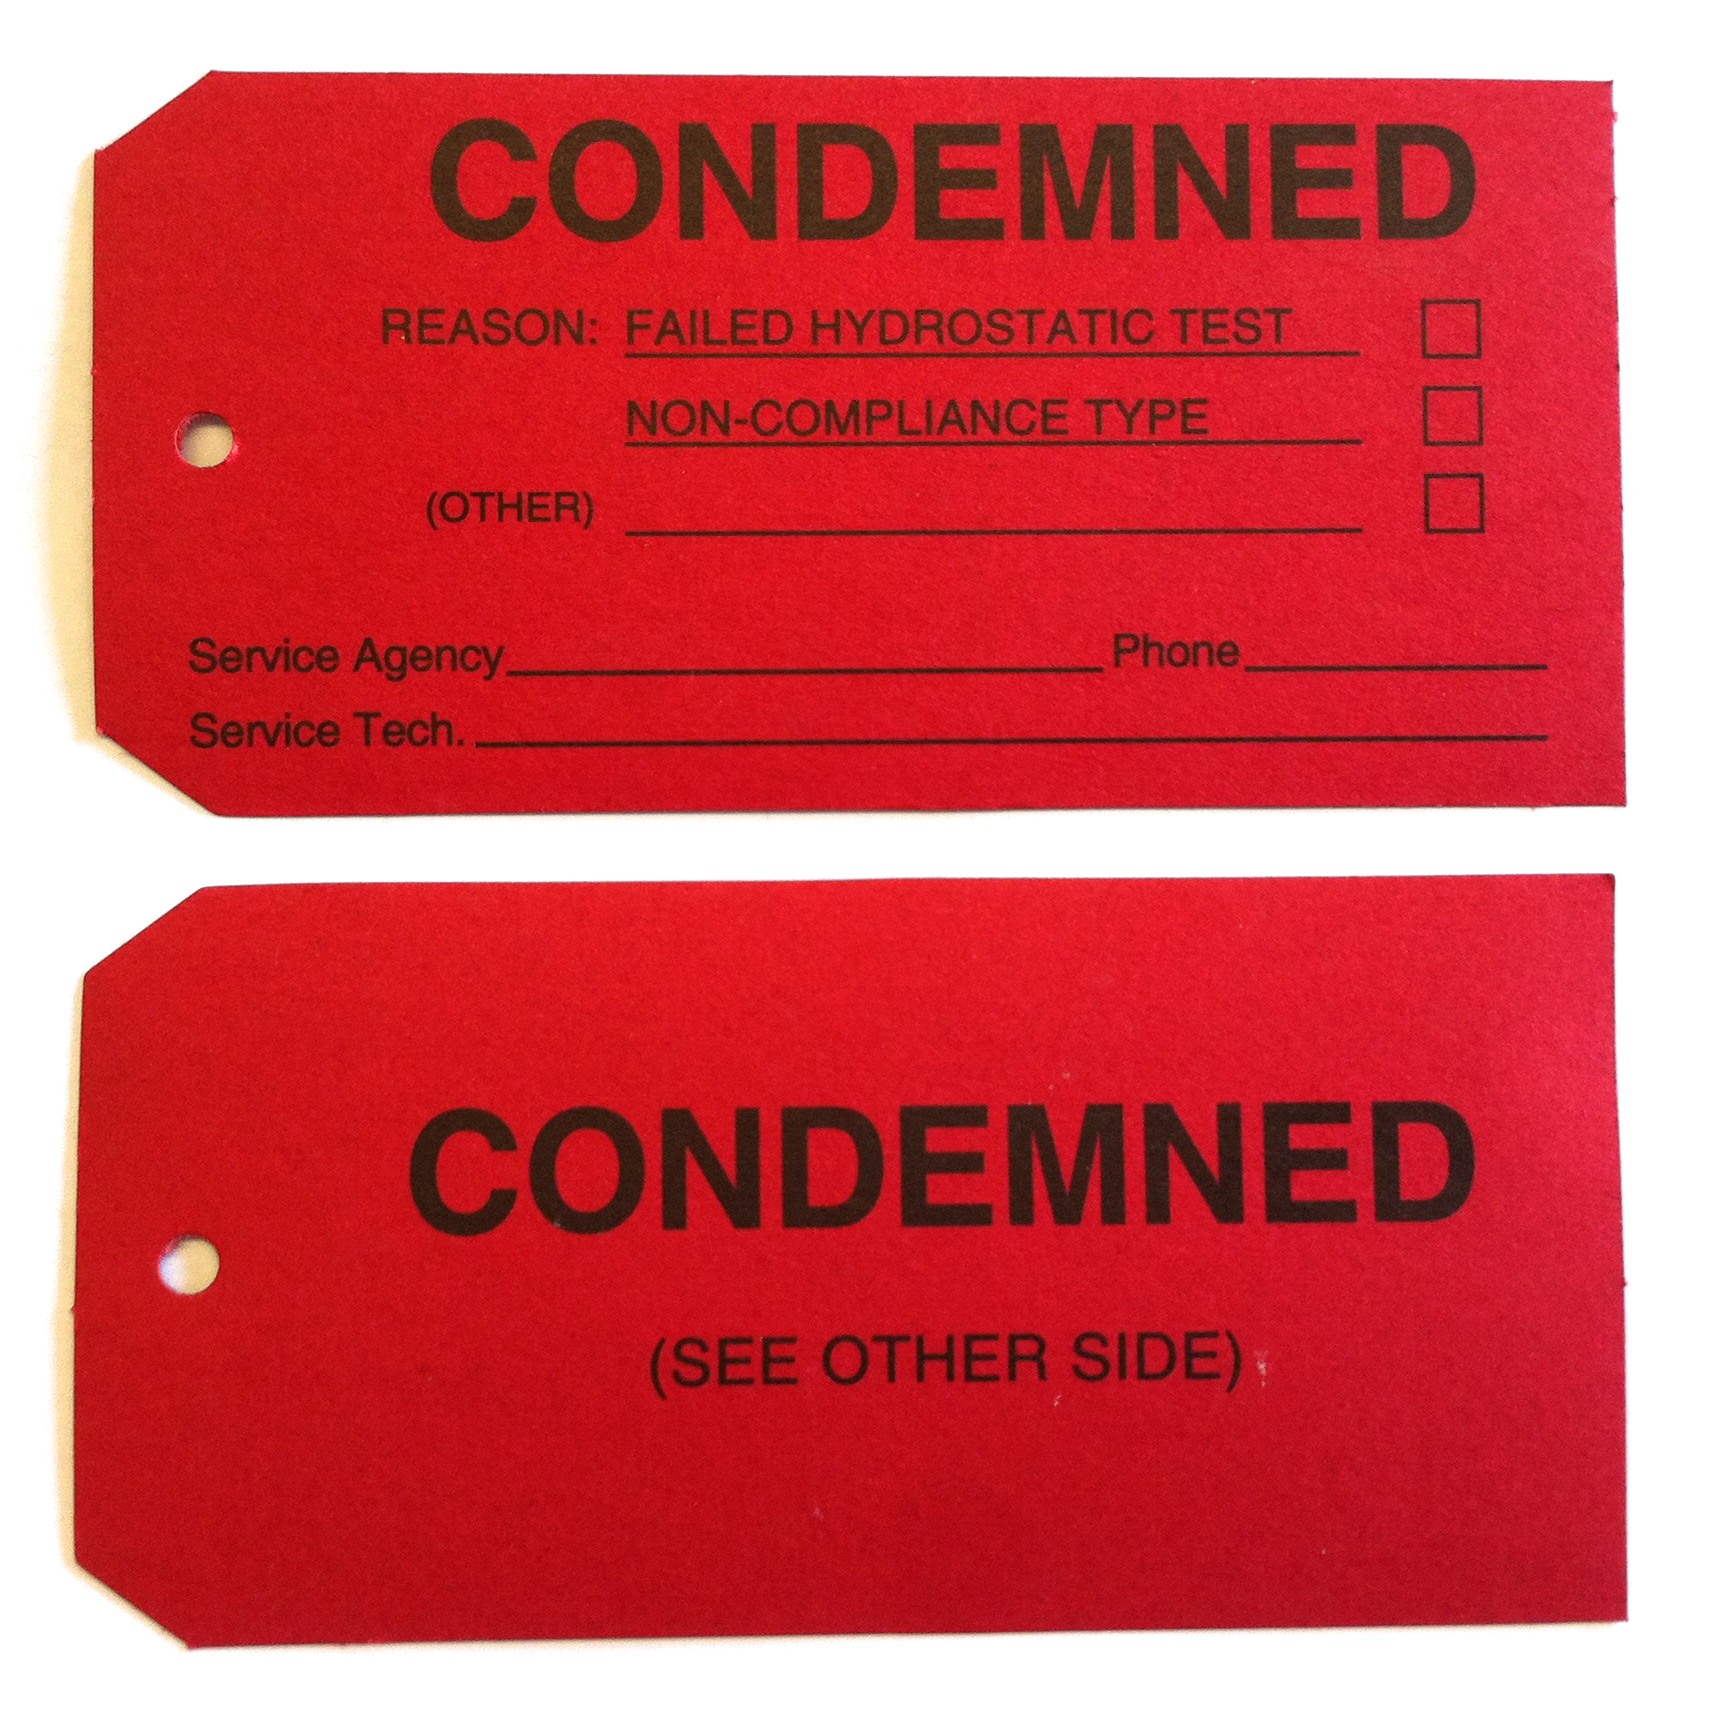 CONDEMNED
REASON: FAILED HYDROSTATIC TEST
NON-COMPLIANCE TYPE
(OTHER)
Service Agency Phone
Service Tech.
CONDEMNED
(SEE OTHER SIDE)